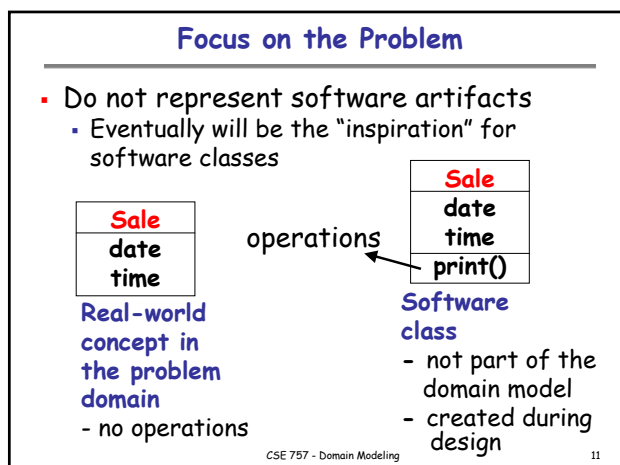 Focus on the Problem
▪ Do not represent software artifacts
▪ Eventually will be the “inspiration” for
software classes
Sale
date
time
Real-world
concept in
the problem
domain
- no operations
operations
Sale
date
time
print()
Software
class
- not part of the
domain model
- created during
design
CSE 757 - Domain Modeling
11